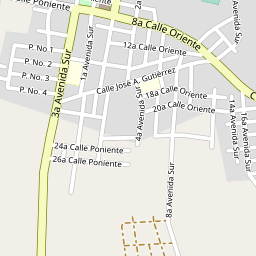 Calle Poniente
8a Calle Oriente
12a Calle Oriente
P. No. 1
P. No. 2
P. No. 3
P. No. 4
3a Avenida Sur
1a Avenida Sur
Calle José A. Gutiérrez
4a Avenida Sur
18a Calle Oriente
20a Calle Oriente
14a Avenida
16a Avenida
24a Calle Poniente
26a Calle Poniente
8a Avenida Sur